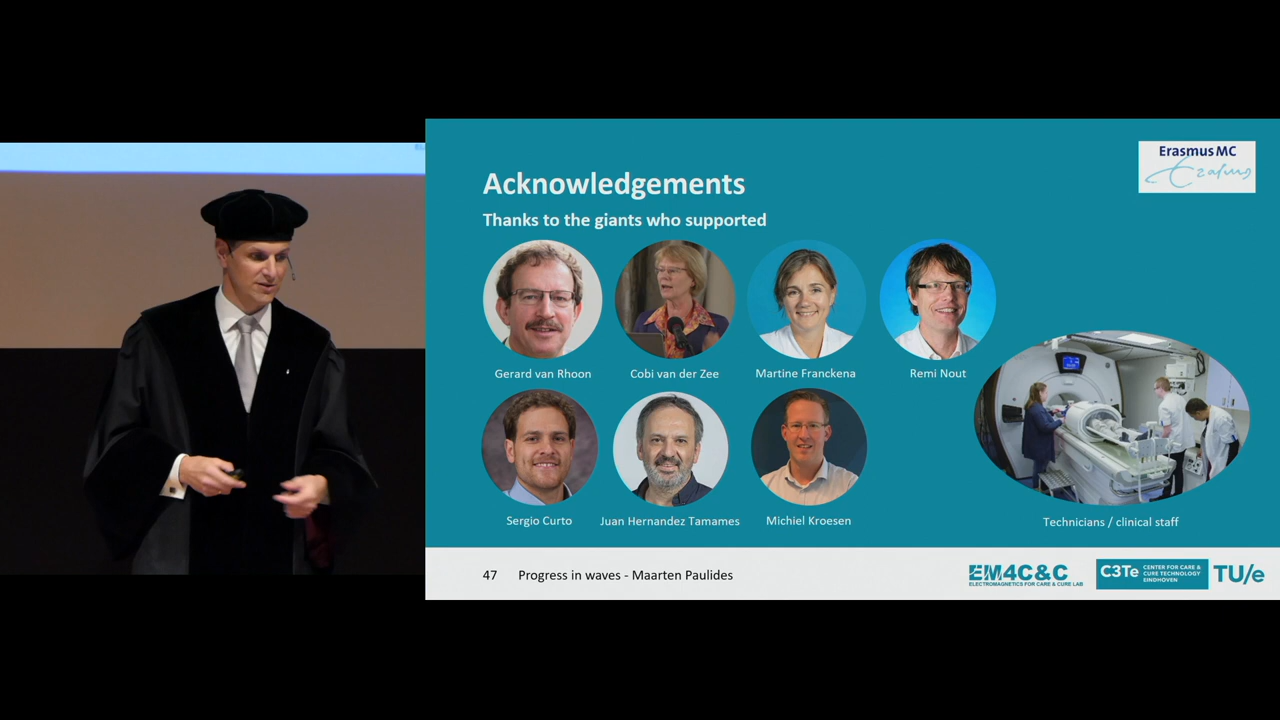 Erasmus MC
Erasmus
Acknowledgements
Thanks to the giants who supported
Gerard van Rhoon
Cobi van der Zee
Martine Franckena
Remi Nout
Sergio Curto
Juan Hernandez Tamames
Michiel Kroesen
Technicians / clinical staff
47 Progress in waves - Maarten Paulides
EM4C&C
ELECTROMAGNETICS FOR CARE & CURE LAB
C3Te
CENTER FOR CARE &
CURE TECHNOLOGY
EINDHOVEN
TU/e